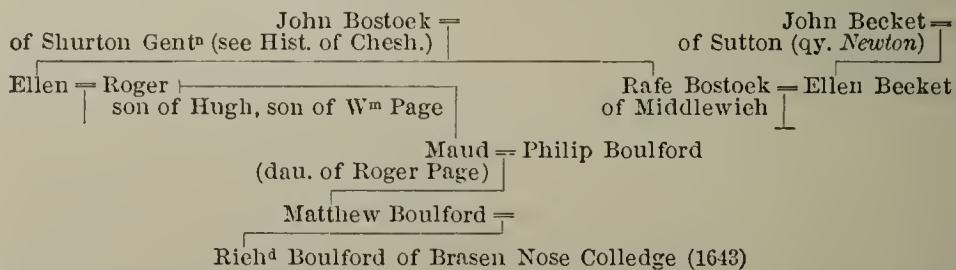 John Bostock = John Becket =
of Shurton Gentⁿ (see Hist. of Chesh.) of Sutton (qy. Newton)
Ellen = Roger Rafe Bostock = Ellen Becket
son of Hugh, son of Wᵐ Page of Middlewich
Maud = Philip Boulford
(dau. of Roger Page)
Matthew Boulford =
Richᵈ Boulford of Brasen Nose Colledge (1643)